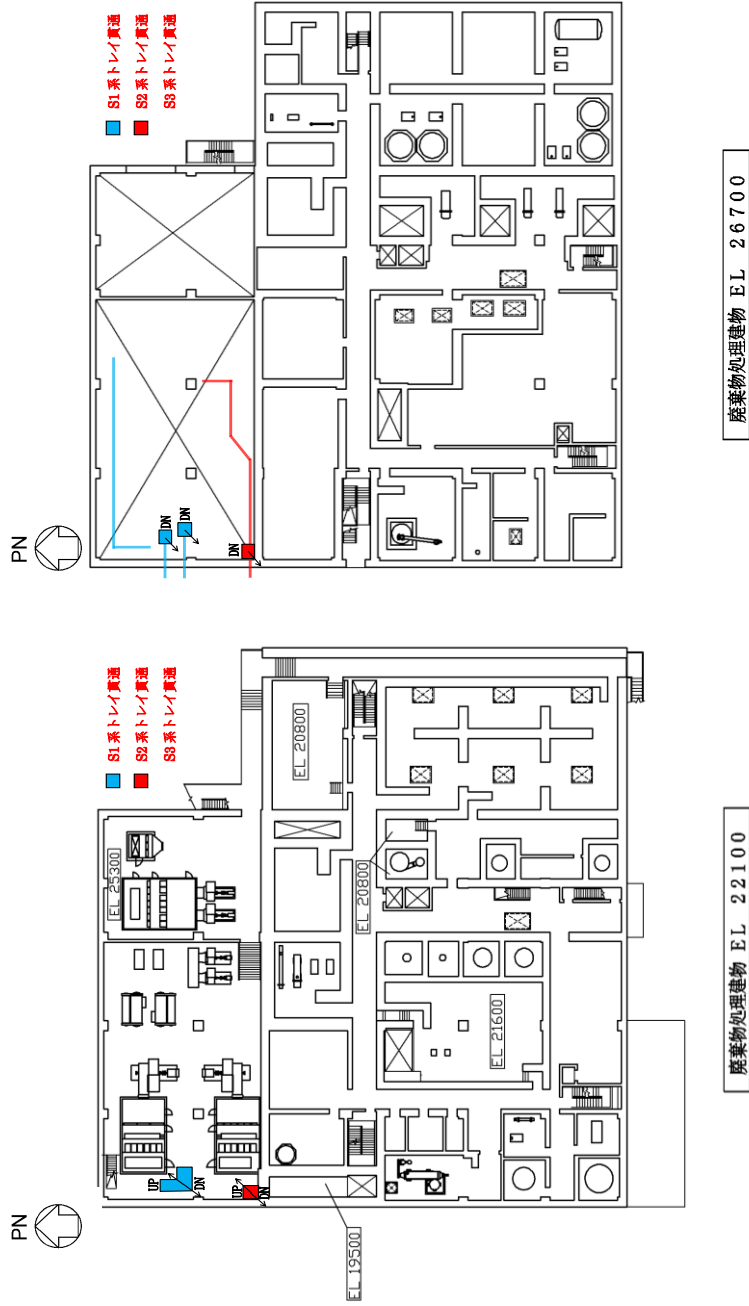 PN
S1系トレイ貫通
S2系トレイ貫通
S3系トレイ貫通
EL 25300
EL 20800
EL 20800
EL 21600
EL 19500
UP
DN
UP
DN
廃棄物処理建物 EL 22100
PN
S1系トレイ貫通
S2系トレイ貫通
S3系トレイ貫通
DN
DN
DN
廃棄物処理建物 EL 26700